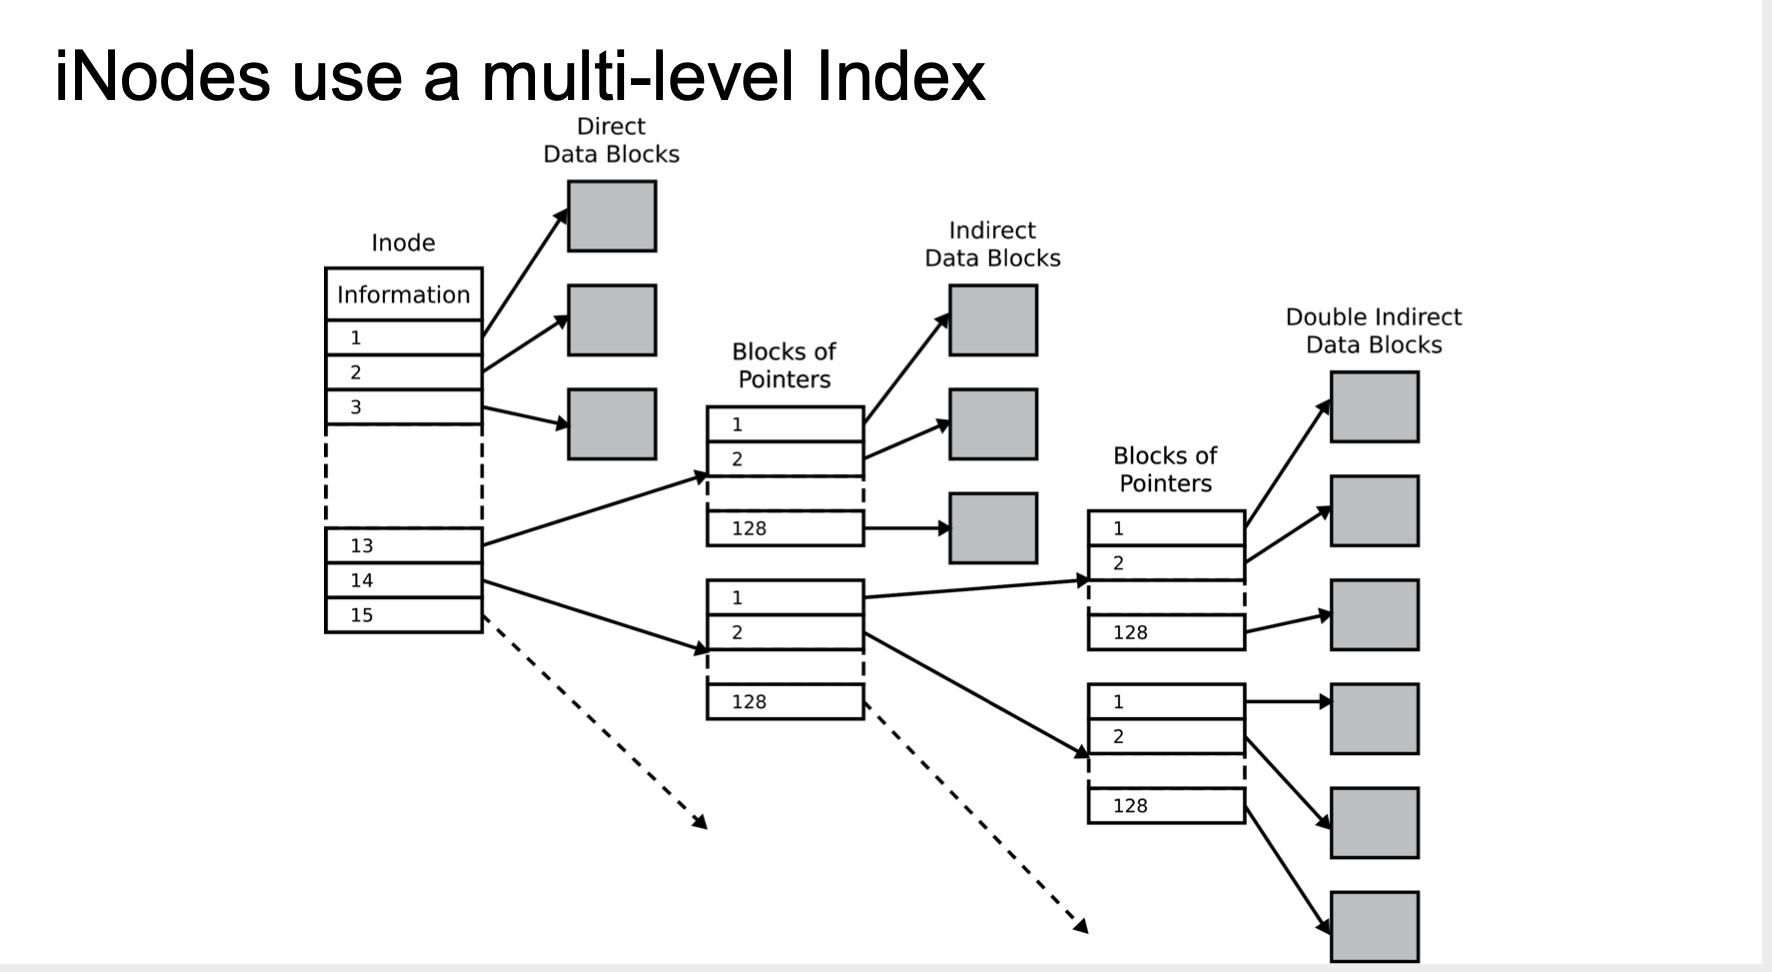 iNodes use a multi-level Index
Direct
Data Blocks
Inode
Information
1
2
3
13
14
15
Blocks of
Pointers
1
2
128
1
2
128
Indirect
Data Blocks
Blocks of
Pointers
1
2
128
1
2
128
Double Indirect
Data Blocks